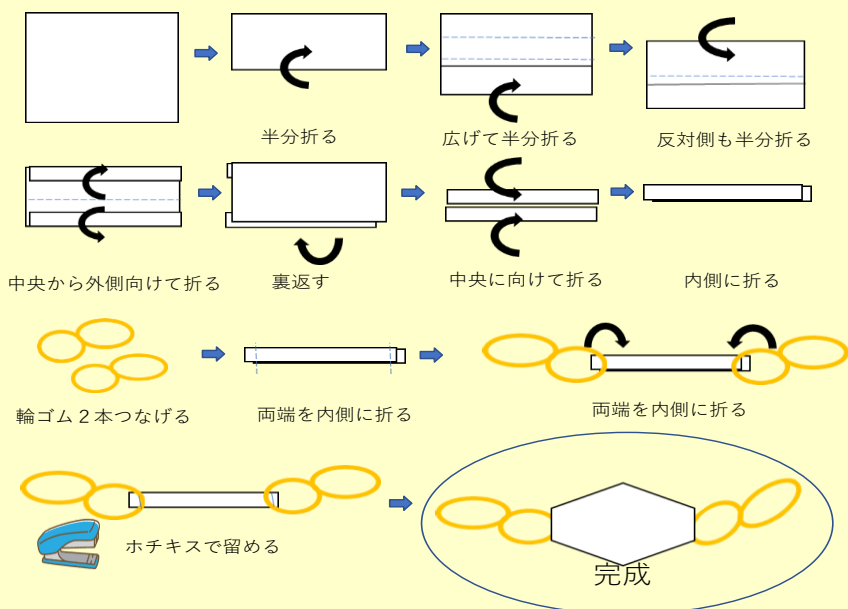 半分折る
広げて半分折る
反対側も半分折る
中央から外側向けて折る
裏返す
中央に向けて折る
内側に折る
輪ゴム２本つなげる
両端を内側に折る
両端を内側に折る
ホチキスで留める
完成